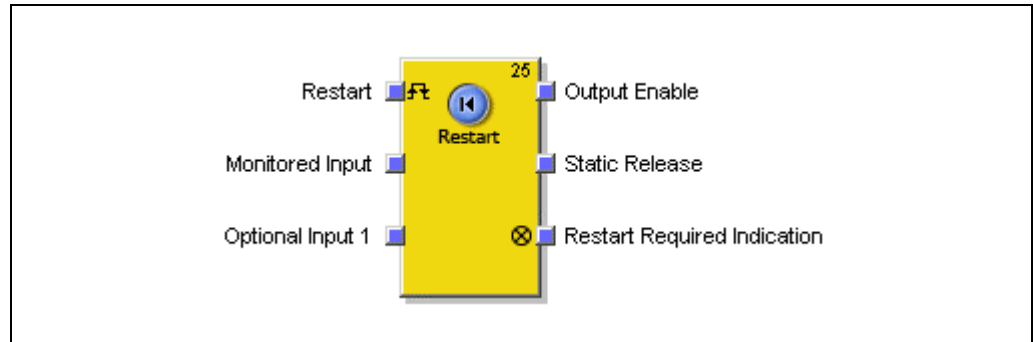 25
Restart Output Enable
Restart
Monitored Input Static Release
Optional Input 1 Restart Required Indication